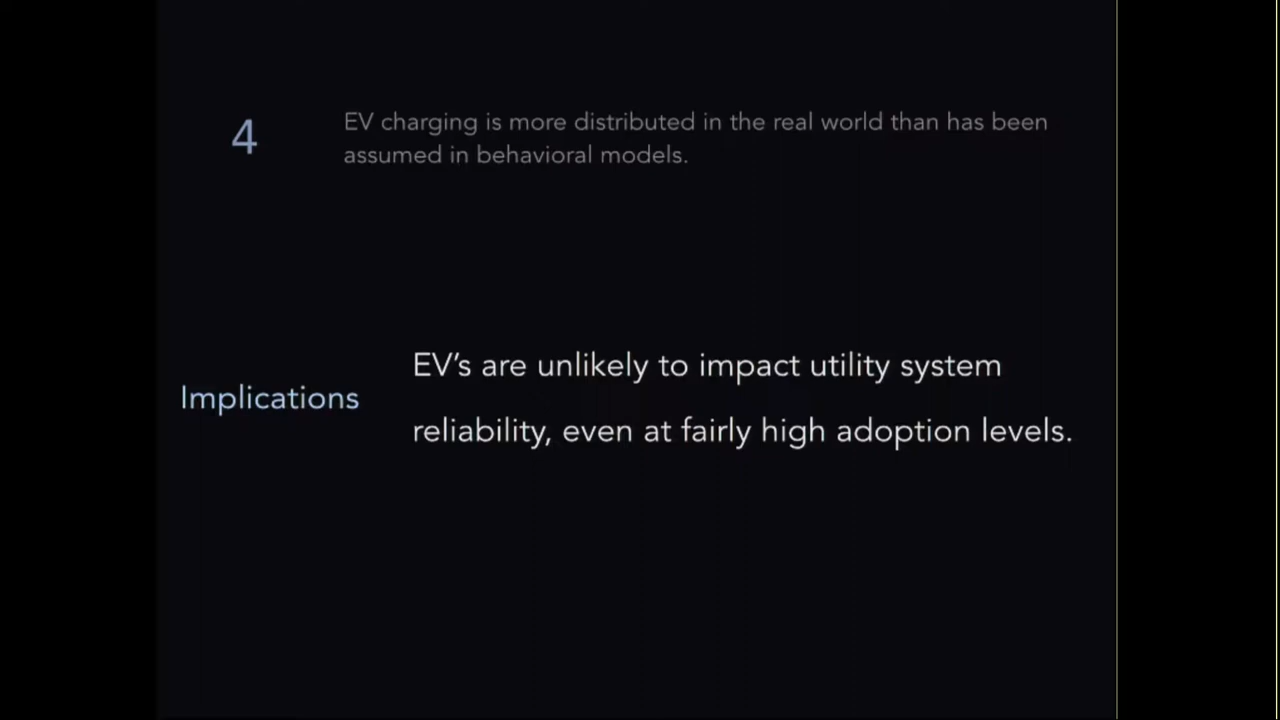 4
EV charging is more distributed in the real world than has been
assumed in behavioral models.
Implications
EV's are unlikely to impact utility system
reliability, even at fairly high adoption levels.